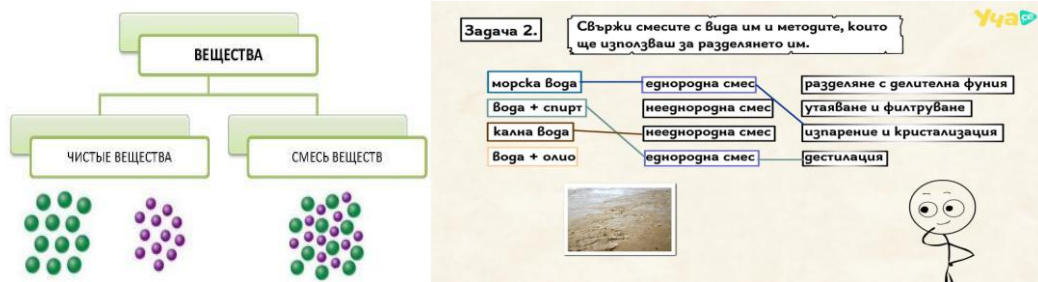 ВЕЩЕСТВА
ЧИСТЫЕ ВЕЩЕСТВА
СМЕСЬ ВЕЩЕСТВ
Уча се
Задача 2.
Свържи смесите с вида им и методите, които
ще използваш за разделянето им.
морска вода
еднородна смес
разделяне с делителна фуния
вода + спирт
нееднородна смес
утаяване и филтруване
кална вода
нееднородна смес
изпарение и кристализация
вода + олио
еднородна смес
дестилация